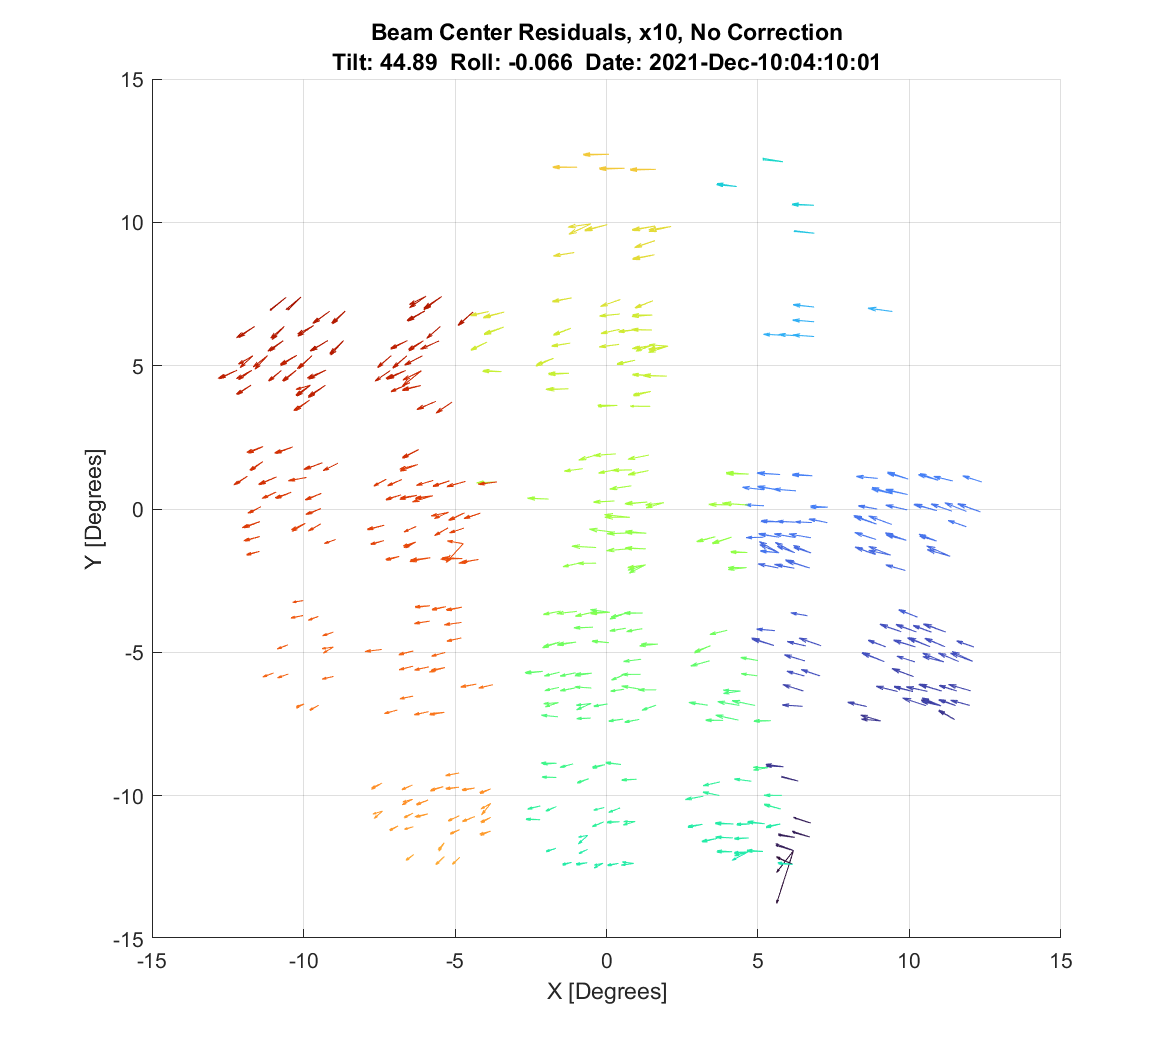 Beam Center Residuals, x10, No Correction
Tilt: 44.89  Roll: -0.066  Date: 2021-Dec-10:04:10:01
15
10
5
0
-5
-10
-15
Y [Degrees]
-15 -10 -5 0 5 10 15
X [Degrees]